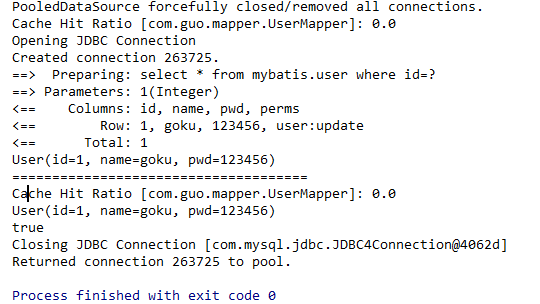 PooledDataSource forcefully closed/removed all connections.
Cache Hit Ratio [com.guo.mapper.UserMapper]: 0.0
Opening JDBC Connection
Created connection 263725.
==>  Preparing: select * from mybatis.user where id=?
==> Parameters: 1(Integer)
<==    Columns: id, name, pwd, perms
<==        Row: 1, goku, 123456, user:update
<==      Total: 1
User(id=1, name=goku, pwd=123456)
=====================================
Cache Hit Ratio [com.guo.mapper.UserMapper]: 0.0
User(id=1, name=goku, pwd=123456)
true
Closing JDBC Connection [com.mysql.jdbc.JDBC4Connection@4062d]
Returned connection 263725 to pool.
Process finished with exit code 0